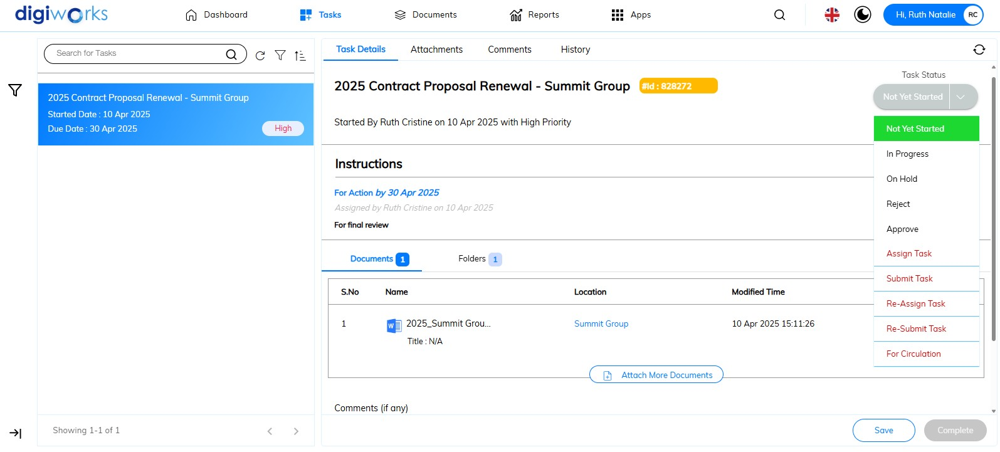 digiworks
Dashboard
Tasks
Documents
Reports
Apps
Hi, Ruth Natalie
RC
Search for Tasks
2025 Contract Proposal Renewal - Summit Group
Started Date : 10 Apr 2025
Due Date : 30 Apr 2025
High
Showing 1-1 of 1
Task Details
Attachments
Comments
History
2025 Contract Proposal Renewal - Summit Group
#Id : 828272
Started By Ruth Cristine on 10 Apr 2025 with High Priority
Task Status
Not Yet Started
Not Yet Started
In Progress
On Hold
Reject
Approve
Assign Task
Submit Task
Re-Assign Task
Re-Submit Task
For Circulation
Instructions
For Action by 30 Apr 2025
Assigned by Ruth Cristine on 10 Apr 2025
For final review
Documents 1
Folders 1
S.No
Name
Location
Modified Time
1
W
2025_Summit Grou...
Title : N/A
Summit Group
10 Apr 2025 15:11:26
Attach More Documents
Comments (if any)
Save
Complete